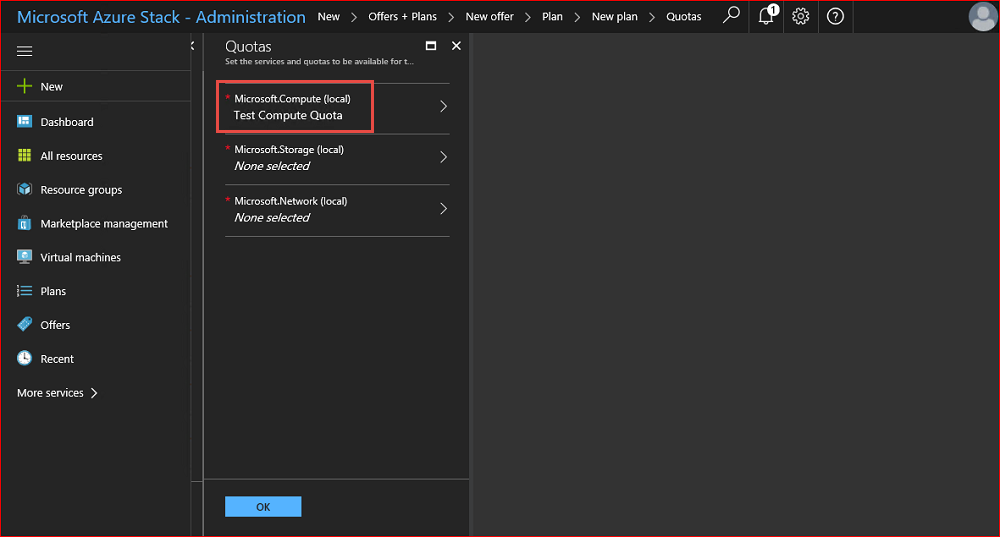 Microsoft Azure Stack - Administration New > Offers + Plans > New offer > Plan > New plan > Quotas 1
Quotas
Set the services and quotas to be available for t...
New
Dashboard
All resources
Resource groups
Marketplace management
Virtual machines
Plans
Offers
Recent
More services >
* Microsoft.Compute (local)
Test Compute Quota
* Microsoft.Storage (local)
None selected
* Microsoft.Network (local)
None selected
OK